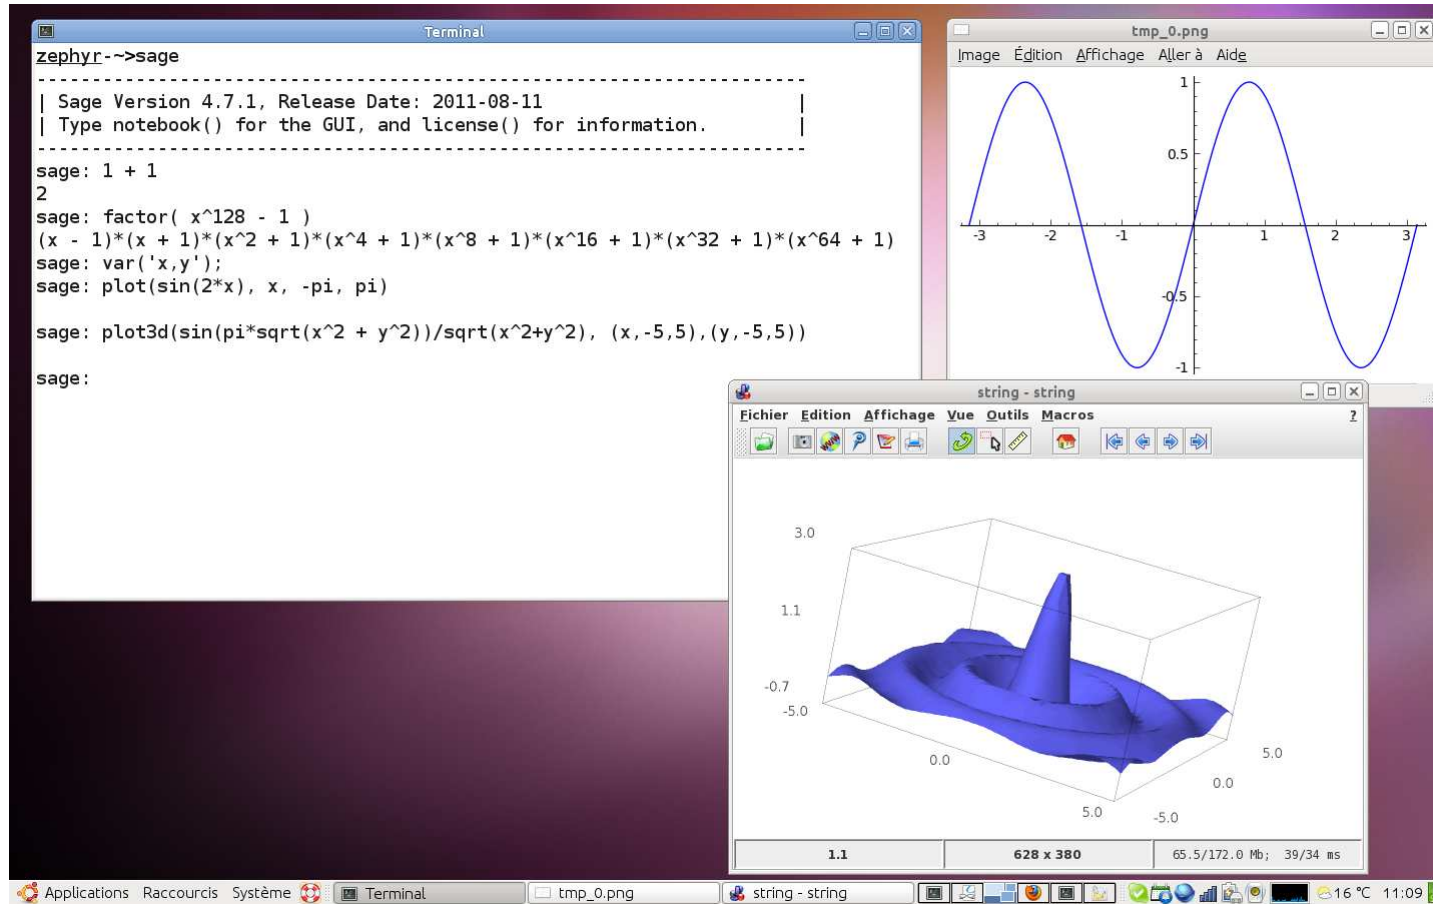 Terminal
zephyr-~>sage
----------------------------------------------------------------------
| Sage Version 4.7.1, Release Date: 2011-08-11                       |
| Type notebook() for the GUI, and license() for information.        |
----------------------------------------------------------------------
sage: 1 + 1
2
sage: factor( x^128 - 1 )
(x - 1)*(x + 1)*(x^2 + 1)*(x^4 + 1)*(x^8 + 1)*(x^16 + 1)*(x^32 + 1)*(x^64 + 1)
sage: var('x,y');
sage: plot(sin(2*x), x, -pi, pi)
sage: plot3d(sin(pi*sqrt(x^2 + y^2))/sqrt(x^2+y^2), (x,-5,5),(y,-5,5))
sage:
tmp_0.png
Image Édition Affichage Aller à Aide
1
0.5
-3 -2 -1 1 2 3
-0.5
-1
string - string
Fichier Edition Affichage Vue Outils Macros ?
3.0
1.1
-0.7
-5.0
0.0
5.0
5.0
0.0
-5.0
1.1 628 x 380 65.5/172.0 Mb; 39/34 ms
Applications Raccourcis Système Terminal tmp_0.png string - string 16 °C 11:09